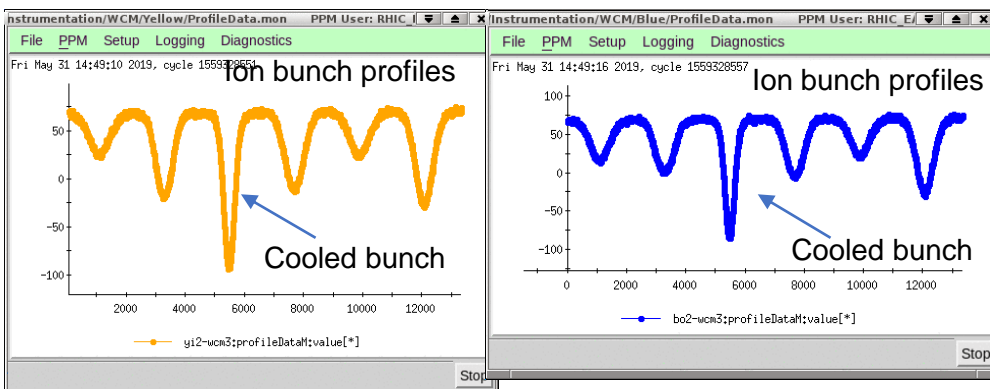 nstrumentation/WCM/Yellow/ProfileData.mon PPM User: RHIC_
File PPM Setup Logging Diagnostics
Fri May 31 14:49:10 2019, cycle 1559328551
Ion bunch profiles
50
0
-50
-100
2000 4000 6000 8000 10000 12000
Cooled bunch
yi2-wcm3:profileDataM:value[*]
Stop
Instrumentation/WCM/Blue/ProfileData.mon PPM User: RHIC_E
File PPM Setup Logging Diagnostics
Fri May 31 14:49:16 2019, cycle 1559328557
Ion bunch profiles
100
50
0
-50
-100
0 2000 4000 6000 8000 10000 12000
Cooled bunch
bo2-wcm3:profileDataM:value[*]
Stop